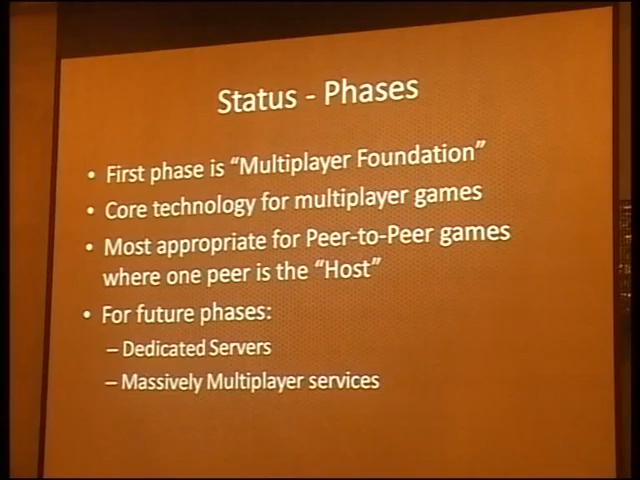 Status - Phases
• First phase is “Multiplayer Foundation”
• Core technology for multiplayer games
• Most appropriate for Peer-to-Peer games
where one peer is the “Host”
• For future phases:
– Dedicated Servers
– Massively Multiplayer services